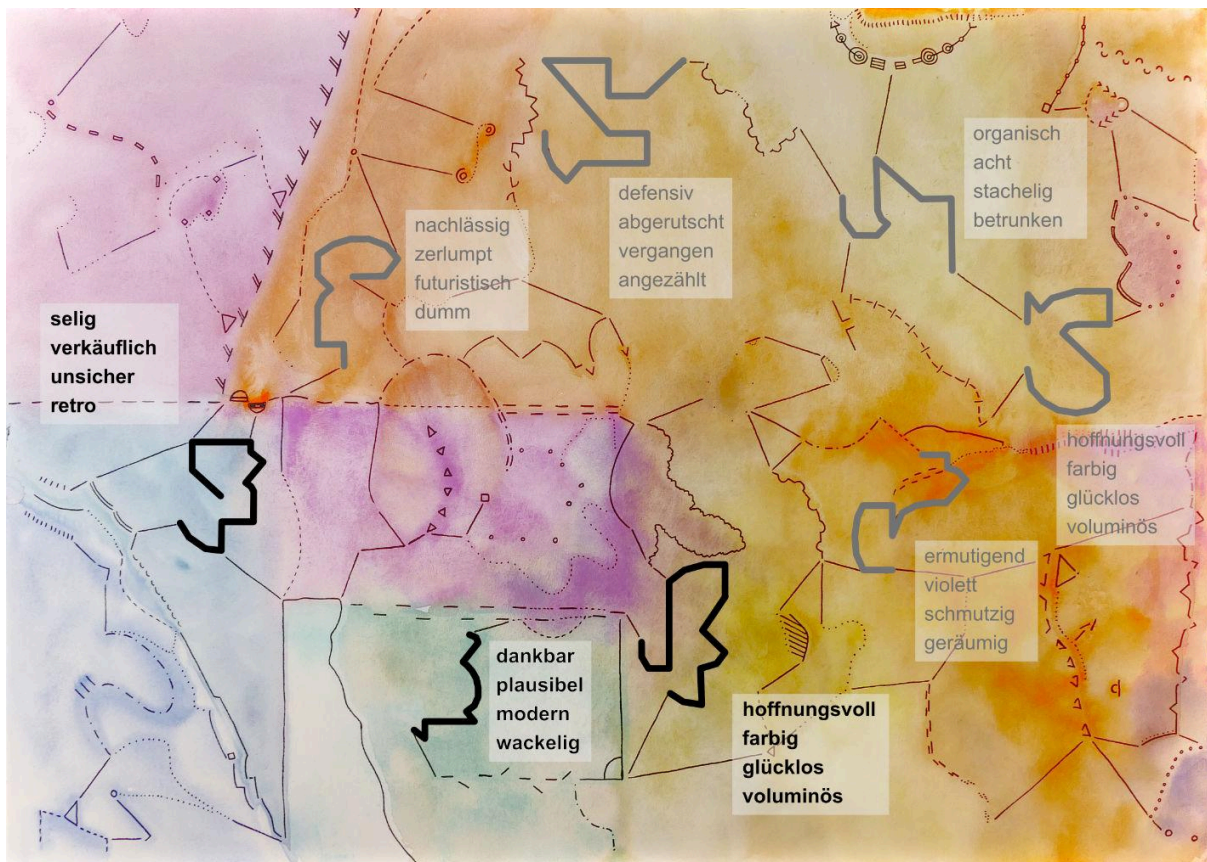 organisch
acht
stachelig
betrunken
defensiv
abgerutscht
vergangen
angezählt
nachlässig
zerlumpt
futuristisch
dumm
selig
verkäuflich
unsicher
retro
hoffnungsvoll
farbig
glücklos
voluminös
ermutigend
violett
schmutzig
geräumig
dankbar
plausibel
modern
wackelig
hoffnungsvoll
farbig
glücklos
voluminös